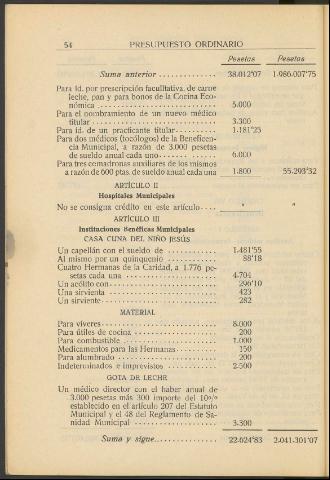 54 PRESUPUESTO ORDINARIO
Pesetas Pesetas
Suma anterior .............. 38.012'07 1.986.007'75
Para id. por prescripción facultativa, de carne
leche, pan y para bonos de la Cocina Eco-
nómica ........................ 5.000
Para el nombramiento de un nuevo médico
titular ........................ 3.300
Para id. de un practicante titular .......... 1.181'25
Para dos médicos (tocólogos) de la Beneficen-
cia Municipal, a razón de 3.000 pesetas
de sueldo anual cada uno ............ 6.000
Para tres comadronas auxiliares de los mismos
a razón de 600 ptas. de sueldo anual cada una 1.800 55.293'32
ARTÍCULO II
Hospitales Municipales
No se consigna crédito en este artículo .... » »
ARTÍCULO III
Instituciones Benéficas Municipales
CASA CUNA DEL NIÑO JESÚS
Un capellán con el sueldo de ............ 1.481'55
Al mismo por un quinquenio ............ 88'18
Cuatro Hermanas de la Caridad, a 1.776 pe-
setas cada una .................. 4.704
Un acólito con ........................ 296'10
Una sirvienta ........................ 423
Un sirviente ........................ 282
MATERIAL
Para víveres ........................ 8.000
Para útiles de cocina .................. 200
Para combustible .................. 1.000
Medicamentos para las Hermanas .......... 150
Para alumbrado .................. 200
Indeterminados e imprevistos ............ 2.500
GOTA DE LECHE
Un médico director con el haber anual de
3.000 pesetas más 300 importe del 10%
establecido en el artículo 207 del Estatuto
Municipal y el 48 del Reglamento de Sa-
nidad Municipal .................. 3.300
Suma y sigue ............... 22.624'83 2.041.301'07